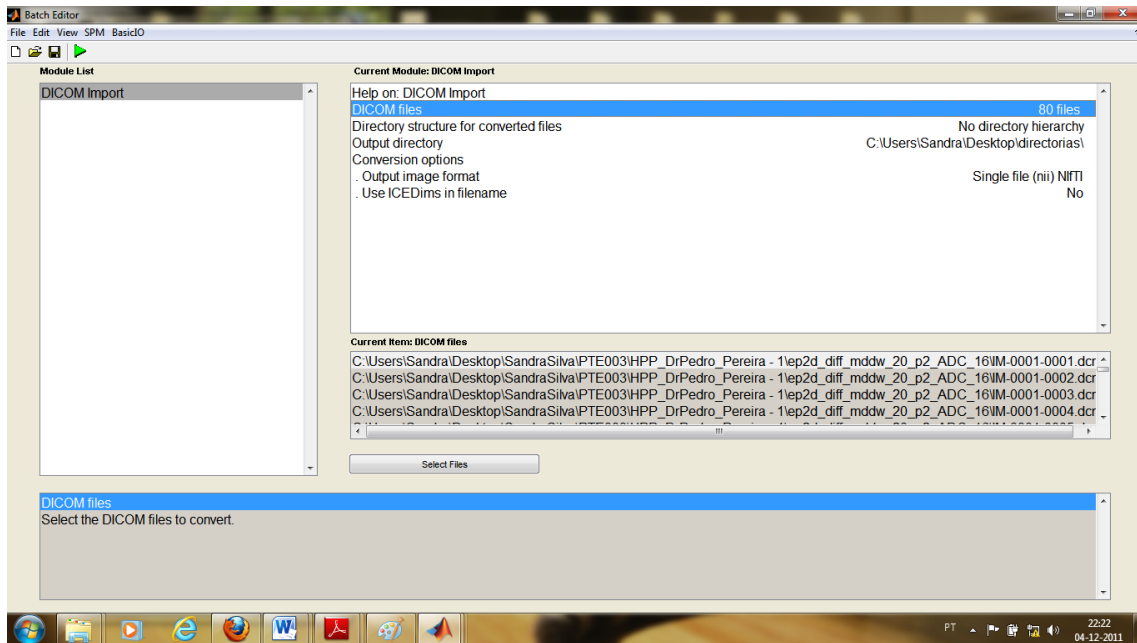 Batch Editor
File Edit View SPM BasicIO
Module List
DICOM Import
Current Module: DICOM Import
Help on: DICOM Import
DICOM files 80 files
Directory structure for converted files No directory hierarchy
Output directory C:\Users\Sandra\Desktop\directorias\
Conversion options
. Output image format Single file (nii) NIfTI
. Use ICEDims in filename No
Current Item: DICOM files
C:\Users\Sandra\Desktop\SandraSilva\PTE003\HPP_DrPedro_Pereira - 1\ep2d_diff_mddw_20_p2_ADC_16\IM-0001-0001.dcr
C:\Users\Sandra\Desktop\SandraSilva\PTE003\HPP_DrPedro_Pereira - 1\ep2d_diff_mddw_20_p2_ADC_16\IM-0001-0002.dcr
C:\Users\Sandra\Desktop\SandraSilva\PTE003\HPP_DrPedro_Pereira - 1\ep2d_diff_mddw_20_p2_ADC_16\IM-0001-0003.dcr
C:\Users\Sandra\Desktop\SandraSilva\PTE003\HPP_DrPedro_Pereira - 1\ep2d_diff_mddw_20_p2_ADC_16\IM-0001-0004.dcr
Select Files
DICOM files
Select the DICOM files to convert.
PT
22:22
04-12-2011